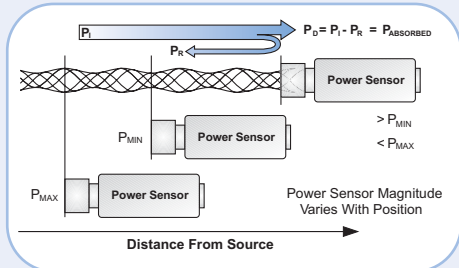 Pi
PD = PI - PR = PABSORBED
PR
Power Sensor
PMIN
Power Sensor
> PMIN
< PMAX
PMAX
Power Sensor
Power Sensor Magnitude
Varies With Position
Distance From Source